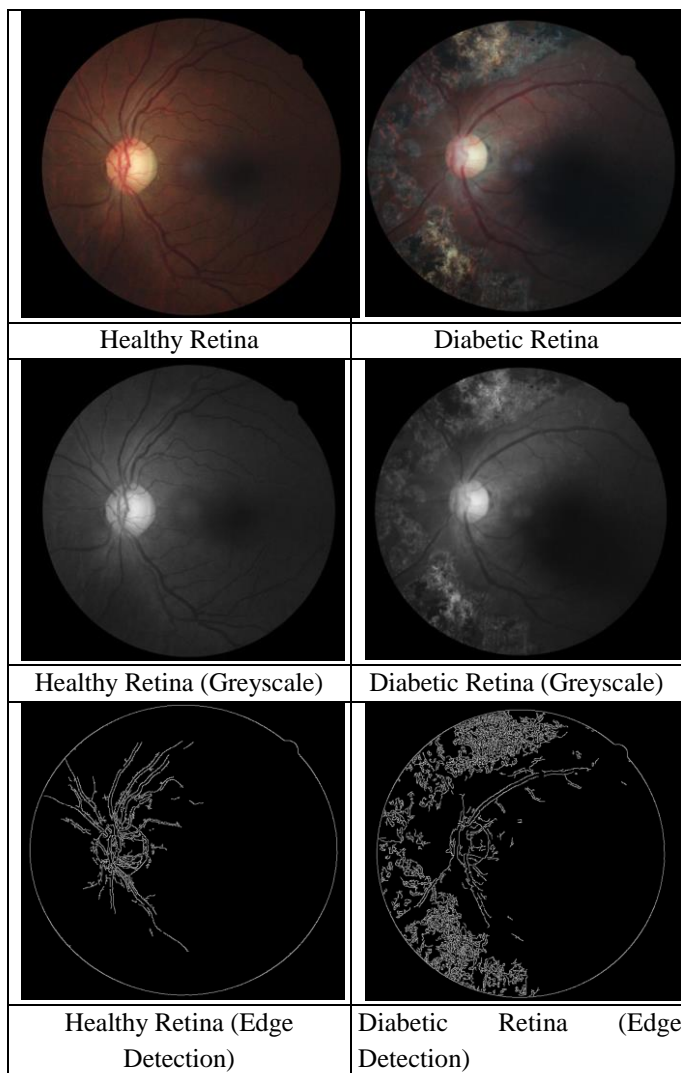 Healthy Retina
Diabetic Retina
Healthy Retina (Greyscale)
Diabetic Retina (Greyscale)
Healthy Retina (Edge
Detection)
Diabetic Retina (Edge
Detection)